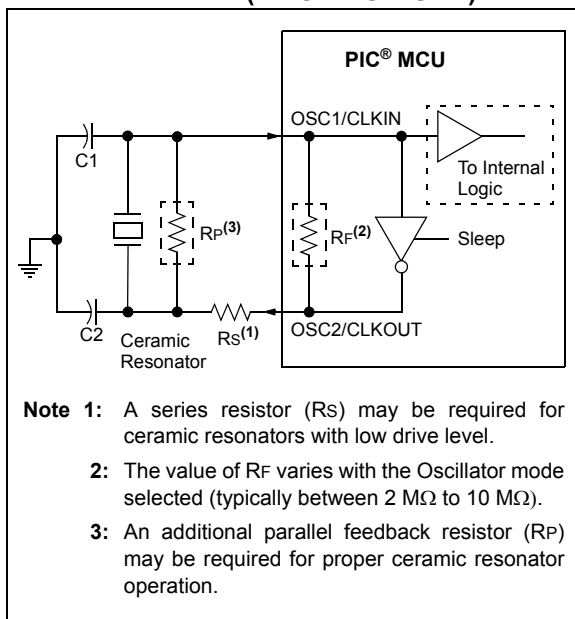 PIC® MCU
OSC1/CLKIN
C1
To Internal
Logic
RP(3)
RF(2)
Sleep
C2
Ceramic
Resonator
RS(1)
OSC2/CLKOUT
Note 1: A series resistor (RS) may be required for
ceramic resonators with low drive level.
2: The value of RF varies with the Oscillator mode
selected (typically between 2 MΩ to 10 MΩ).
3: An additional parallel feedback resistor (RP)
may be required for proper ceramic resonator
operation.